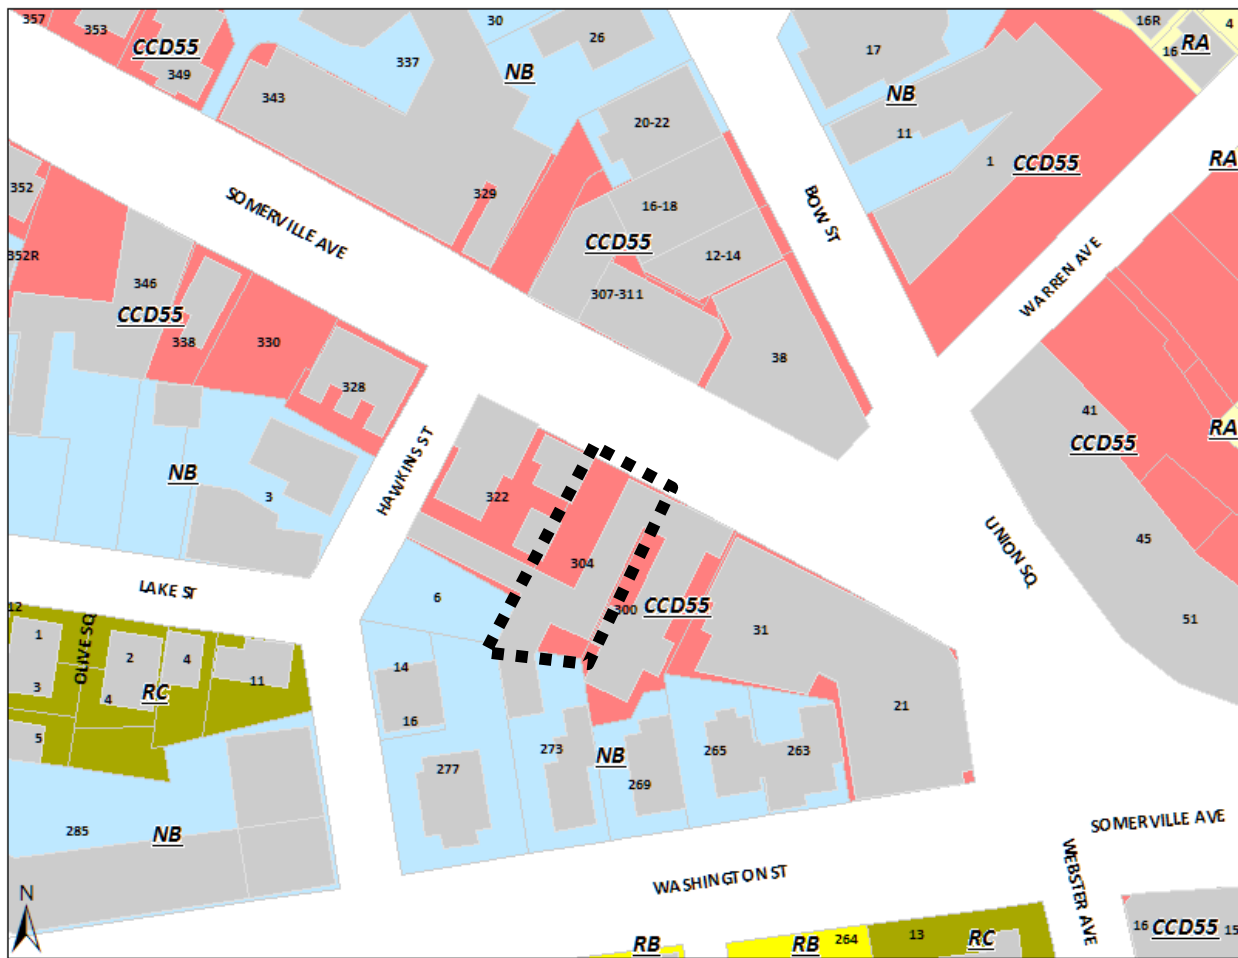 357
353
CCD55
349
30
26
337
NB
17
16R
4
16
RA
NB
343
20-22
11
1
CCD55
RA
352
329
16-18
BOW ST
SOMERVILLE AVE
CCD55
12-14
352R
346
307-311
WARREN AVE
CCD55
338
330
38
328
41
RA
CCD55
NB
3
HAWKINS ST
322
UNION SQ
45
304
LAKE ST
6
300
CCD55
51
12
1
OLIVE SQ
2
4
31
14
11
3
4
RC
21
16
5
273
NB
265
263
277
269
285
NB
SOMERVILLE AVE
WASHINGTON ST
WEBSTER AVE
N
RB
RB
264
13
RC
16
CCD55
15